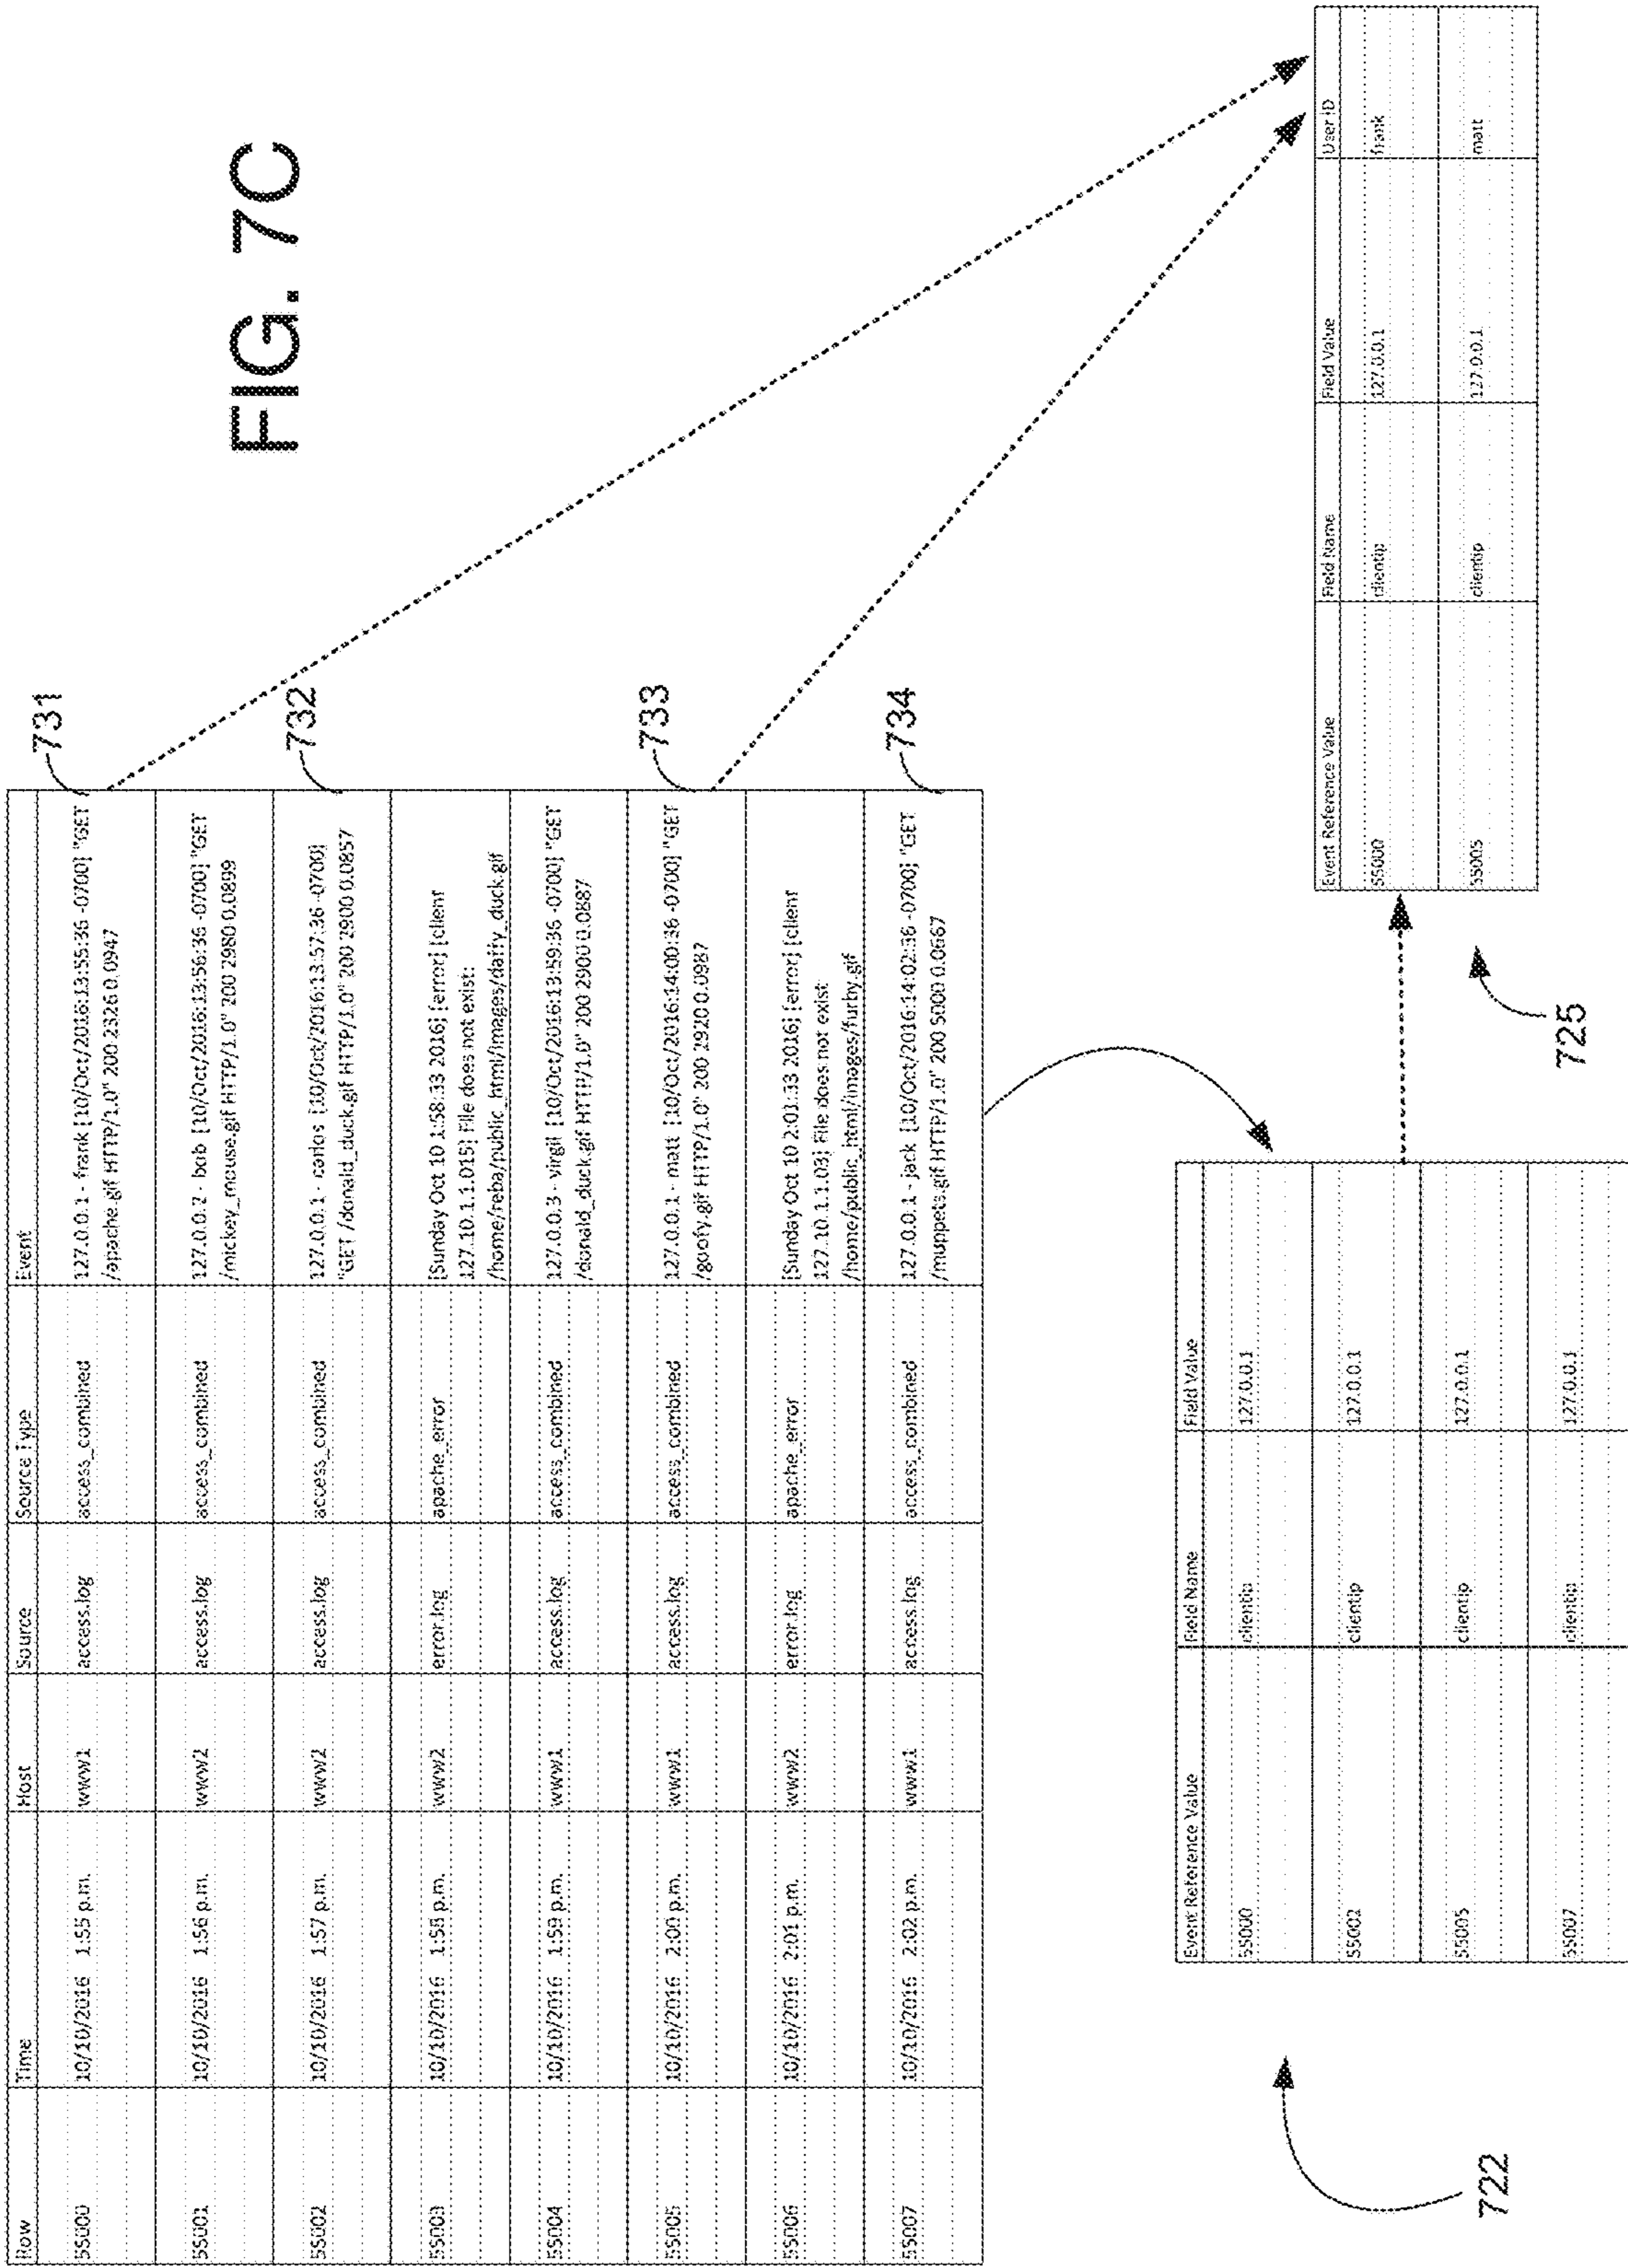 FIG. 7C
Row Time Host Source Source Type Event
55000 10/10/2016 1:55 p.m. www1 access.log access_combined 127.0.0.1 - frank [10/Oct/2016:13:55:36 -0700] "GET
/apache.gif HTTP/1.0" 200 2326 0.0947
731
55001 10/10/2016 1:56 p.m. www2 access.log access_combined 127.0.0.2 - bob [10/Oct/2016:13:56:36 -0700] "GET
/mickey_mouse.gif HTTP/1.0" 200 2980 0.0899
55002 10/10/2016 1:57 p.m. www2 access.log access_combined 127.0.0.1 - carlos [10/Oct/2016:13:57:36 -0700]
"GET /donald_duck.gif HTTP/1.0" 200 2900 0.0857
732
55003 10/10/2016 1:58 p.m. www2 error.log apache_error [Sunday Oct 10 1:58:33 2016] [error] [client
127.10.1.1.015] File does not exist:
/home/reba/public_html/images/daffy_duck.gif
55004 10/10/2016 1:59 p.m. www1 access.log access_combined 127.0.0.3 - virgil [10/Oct/2016:13:59:36 -0700] "GET
/donald_duck.gif HTTP/1.0" 200 2900 0.0887
55005 10/10/2016 2:00 p.m. www1 access.log access_combined 127.0.0.1 - matt [10/Oct/2016:14:00:36 -0700] "GET
/goofy.gif HTTP/1.0" 200 2920 0.0987
733
55006 10/10/2016 2:01 p.m. www2 error.log apache_error [Sunday Oct 10 2:01:33 2016] [error] [client
127.10.1.1.03] File does not exist:
/home/public_html/images/furby.gif
55007 10/10/2016 2:02 p.m. www1 access.log access_combined 127.0.0.1 - jack [10/Oct/2016:14:02:36 -0700] "GET
/muppets.gif HTTP/1.0" 200 5000 0.0667
734
722
Event Reference Value Field Name Field Value
55000 clientip 127.0.0.1
55002 clientip 127.0.0.1
55005 clientip 127.0.0.1
55007 clientip 127.0.0.1
725
Event Reference Value Field Name Field Value User ID
55000 clientip 127.0.0.1 frank
55005 clientip 127.0.0.1 matt